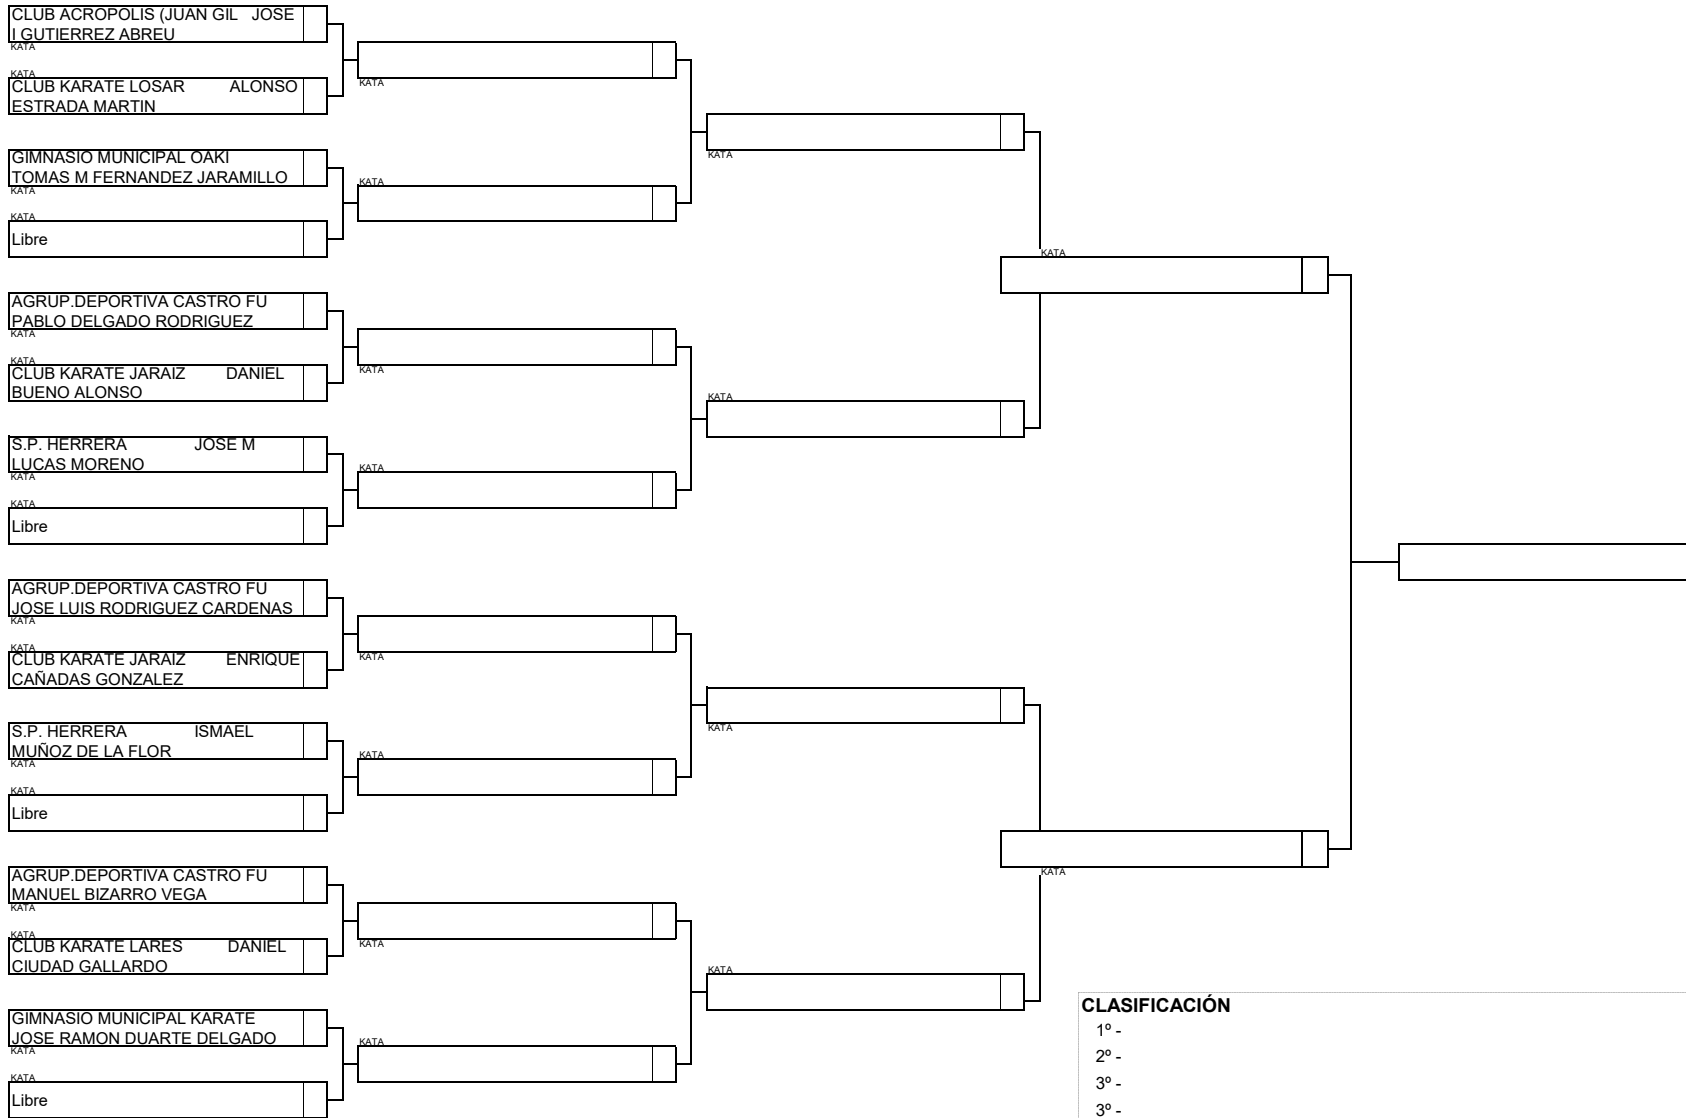 CLUB ACROPOLIS (JUAN GIL JOSE
I GUTIERREZ ABREU
KATA
KATA
CLUB KARATE LOSAR ALONSO
ESTRADA MARTIN
KATA
GIMNASIO MUNICIPAL OAKI
TOMAS M FERNANDEZ JARAMILLO
KATA
KATA
KATA
KATA
Libre
KATA
AGRUP.DEPORTIVA CASTRO FU
PABLO DELGADO RODRIGUEZ
KATA
KATA
CLUB KARATE JARAIZ DANIEL
BUENO ALONSO
KATA
KATA
S.P. HERRERA JOSE M
LUCAS MORENO
KATA
KATA
KATA
Libre
AGRUP.DEPORTIVA CASTRO FU
JOSE LUIS RODRIGUEZ CARDENAS
KATA
KATA
CLUB KARATE JARAIZ ENRIQUE
CAÑADAS GONZALEZ
KATA
S.P. HERRERA ISMAEL
MUÑOZ DE LA FLOR
KATA
KATA
KATA
KATA
Libre
AGRUP.DEPORTIVA CASTRO FU
MANUEL BIZARRO VEGA
KATA
KATA
KATA
CLUB KARATE LARES DANIEL
CIUDAD GALLARDO
KATA
KATA
GIMNASIO MUNICIPAL KARATE
JOSE RAMON DUARTE DELGADO
KATA
KATA
KATA
Libre
CLASIFICACIÓN
1º -
2º -
3º -
3º -